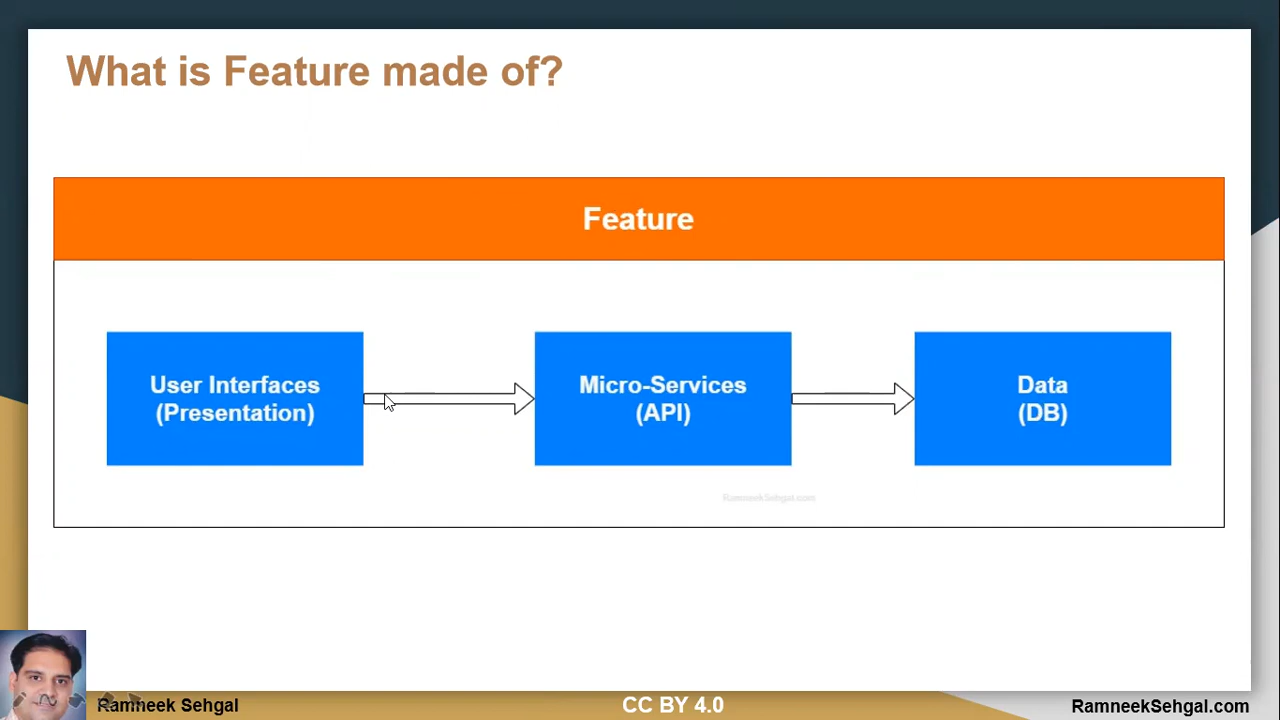 What is Feature made of?
Feature
User Interfaces
(Presentation)
Micro-Services
(API)
Data
(DB)
RamneekSehgal.com
Ramneek Sehgal
CC BY 4.0
RamneekSehgal.com